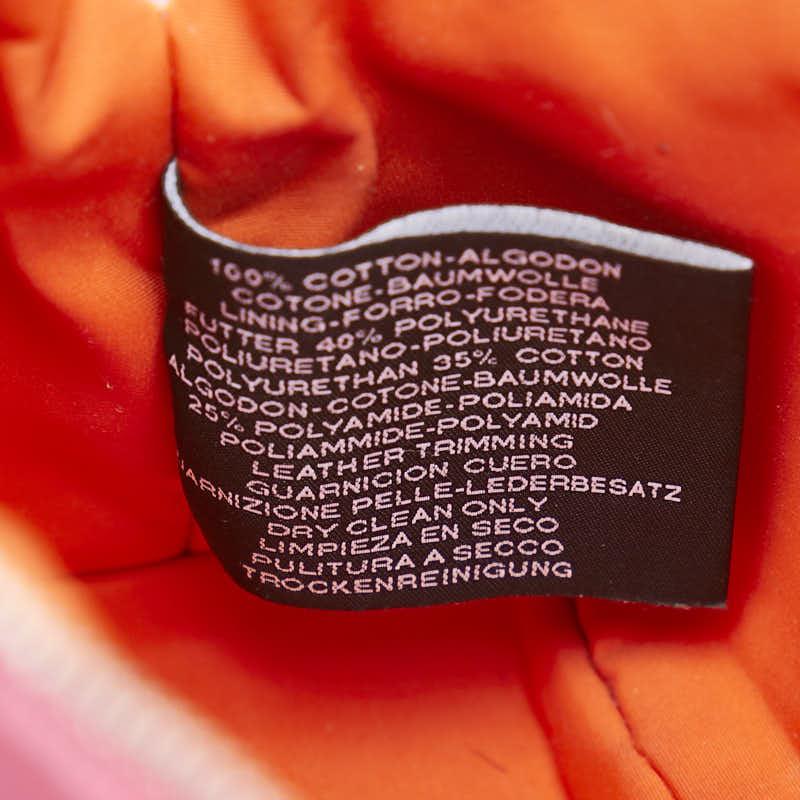 100% COTTON-ALGODON
COTONE-BAUMWOLLE
LINING-FORRO-FODERA
FUTTER 40% POLYURETHANE
POLIURETANO-POLIURETANO
POLYURETHAN 35% COTTON
ALGODON-COTONE-BAUMWOLLE
25% POLYAMIDE-POLIAMIDA
POLIAMMIDE-POLYAMID
LEATHER TRIMMING
GUARNICION CUERO
UARNIZIONE PELLE-LEDERBESATZ
DRY CLEAN ONLY
LIMPIEZA EN SECO
PULITURA A SECCO
TROCKENREINIGUNG